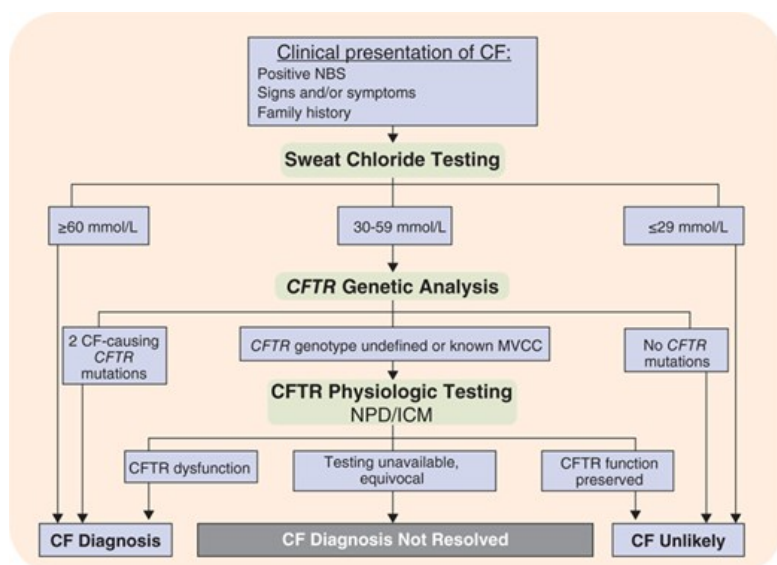 Clinical presentation of CF:
Positive NBS
Signs and/or symptoms
Family history
Sweat Chloride Testing
≥60 mmol/L
30-59 mmol/L
≤29 mmol/L
CFTR Genetic Analysis
2 CF-causing
CFTR
mutations
CFTR genotype undefined or known MVCC
No CFTR
mutations
CFTR Physiologic Testing
NPD/ICM
CFTR dysfunction
Testing unavailable,
equivocal
CFTR function
preserved
CF Diagnosis
CF Diagnosis Not Resolved
CF Unlikely